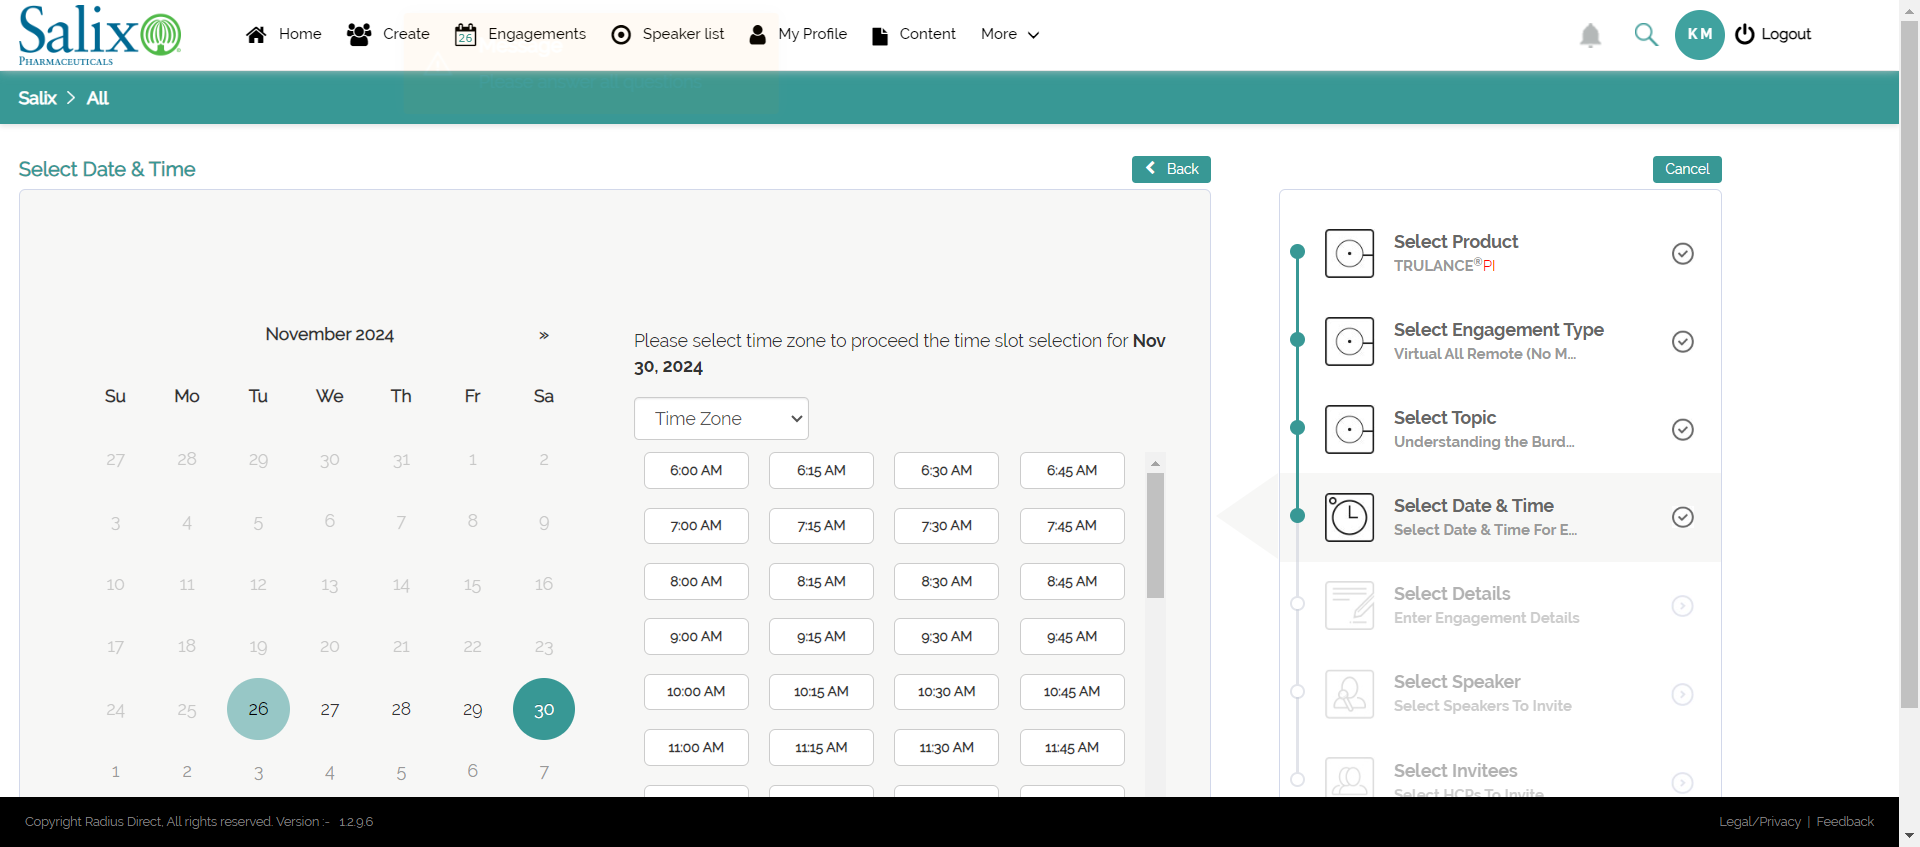 Salix
PHARMACEUTICALS
Home
Create
26
Engagements
Speaker list
My Profile
Content
More
KM
Logout
Salix > All
Select Date & Time
Back
Cancel
November 2024 »
Su Mo Tu We Th Fr Sa
27 28 29 30 31 1 2
3 4 5 6 7 8 9
10 11 12 13 14 15 16
17 18 19 20 21 22 23
24 25 26 27 28 29 30
1 2 3 4 5 6 7
Please select time zone to proceed the time slot selection for Nov
30, 2024
Time Zone
6:00 AM 6:15 AM 6:30 AM 6:45 AM
7:00 AM 7:15 AM 7:30 AM 7:45 AM
8:00 AM 8:15 AM 8:30 AM 8:45 AM
9:00 AM 9:15 AM 9:30 AM 9:45 AM
10:00 AM 10:15 AM 10:30 AM 10:45 AM
11:00 AM 11:15 AM 11:30 AM 11:45 AM
Select Product
TRULANCE®PI
Select Engagement Type
Virtual All Remote (No M...
Select Topic
Understanding the Burd...
Select Date & Time
Select Date & Time For E...
Select Details
Enter Engagement Details
Select Speaker
Select Speakers To Invite
Select Invitees
Select HCPs To Invite
Copyright Radius Direct, All rights reserved. Version :- 1.2.9.6
Legal/Privacy | Feedback